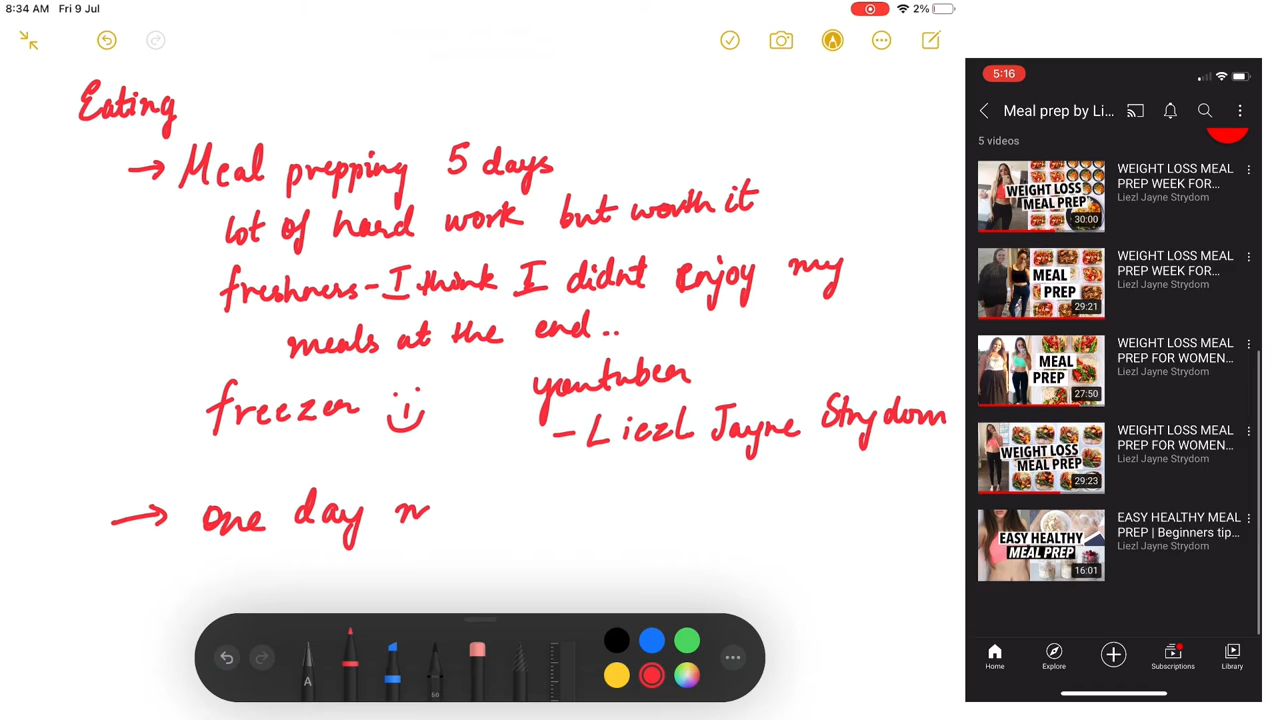 8:34 AM Fri 9 Jul
2%
Eating
→ Meal prepping 5 days
lot of hard work but worth it
freshness - I think I didnt enjoy my
meals at the end ..
freezer
youtuber
- Liezl Jayne Strydom
→ one day
A
50
5:16
Meal prep by Li...
5 videos
WEIGHT LOSS
MEAL PREP
30:00
WEIGHT LOSS MEAL
PREP WEEK FOR...
Liezl Jayne Strydom
MEAL
PREP
29:21
WEIGHT LOSS MEAL
PREP WEEK FOR...
Liezl Jayne Strydom
MEAL
PREP
27:50
WEIGHT LOSS MEAL
PREP FOR WOMEN...
Liezl Jayne Strydom
WEIGHT LOSS
MEAL PREP
29:23
WEIGHT LOSS MEAL
PREP FOR WOMEN...
Liezl Jayne Strydom
EASY HEALTHY
MEAL PREP
16:01
EASY HEALTHY MEAL
PREP | Beginners tip...
Liezl Jayne Strydom
Home
Explore
Subscriptions
Library